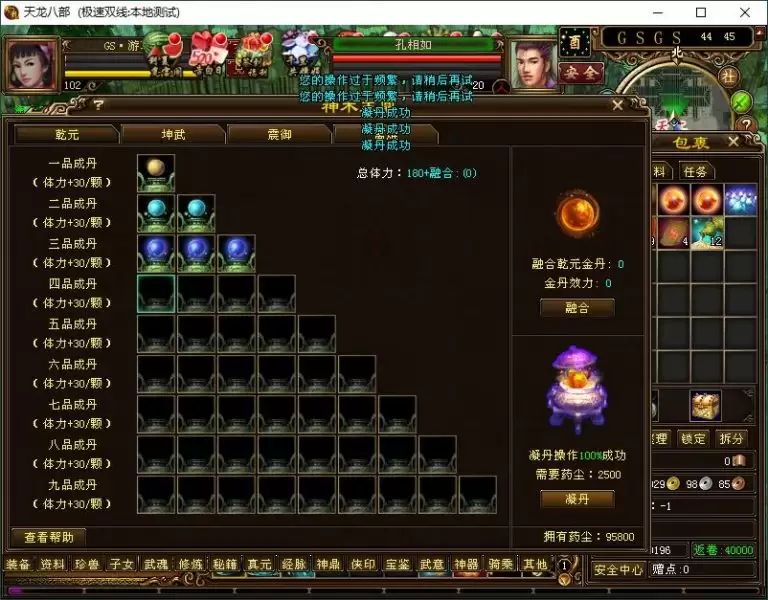 天龙八部 (极速双线:本地测试)
GS·游
500
102
孔相如
20
酉
GSGS 44 45
北
安全
社
您的操作过于频繁，请稍后再试
您的操作过于频繁，请稍后再试
凝丹成功
凝丹成功
凝丹成功
?
包裹
乾元
坤武
震御
料
任务
一品成丹
(体力+30/颗)
二品成丹
(体力+30/颗)
三品成丹
(体力+30/颗)
四品成丹
(体力+30/颗)
五品成丹
(体力+30/颗)
六品成丹
(体力+30/颗)
七品成丹
(体力+30/颗)
八品成丹
(体力+30/颗)
九品成丹
(体力+30/颗)
总体力：180+融合:(0)
融合乾元金丹: 0
金丹效力: 0
融合
凝丹操作100%成功
需要药尘：2500
凝丹
拥有药尘：95800
查看帮助
4
12
锁定
拆分
0
98
85
: -1
返卷: 40000
安全中心
赠点:0
装备 资料 珍兽 子女 武魂 修炼 秘籍 真元 经脉 神鼎 侠印 宝鉴 武意 神器 骑乘 其他
1